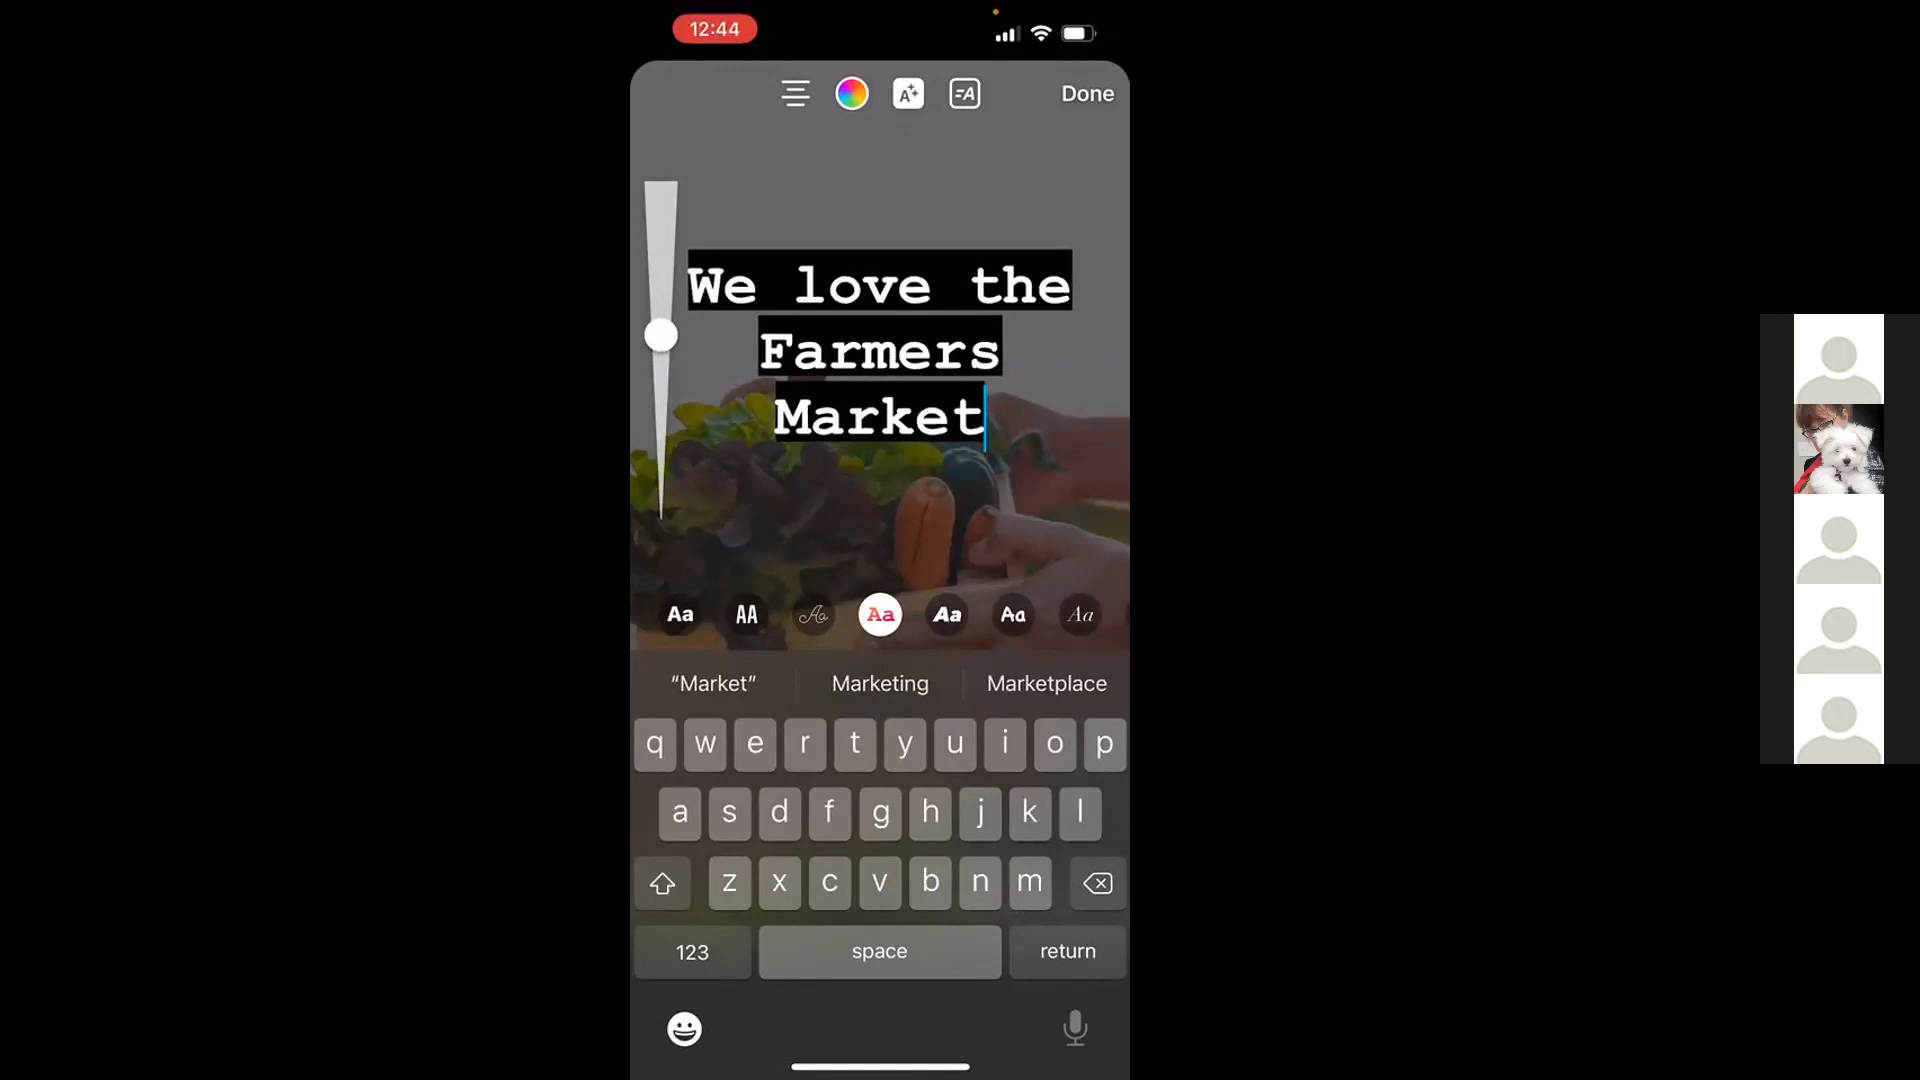 12:44
A
=A
Done
We love the
Farmers
Market
Aa AA Aa Aa Aa Aa Aa
“Market” Marketing Marketplace
q w e r t y u i o p
a s d f g h j k l
z x c v b n m
123 space return